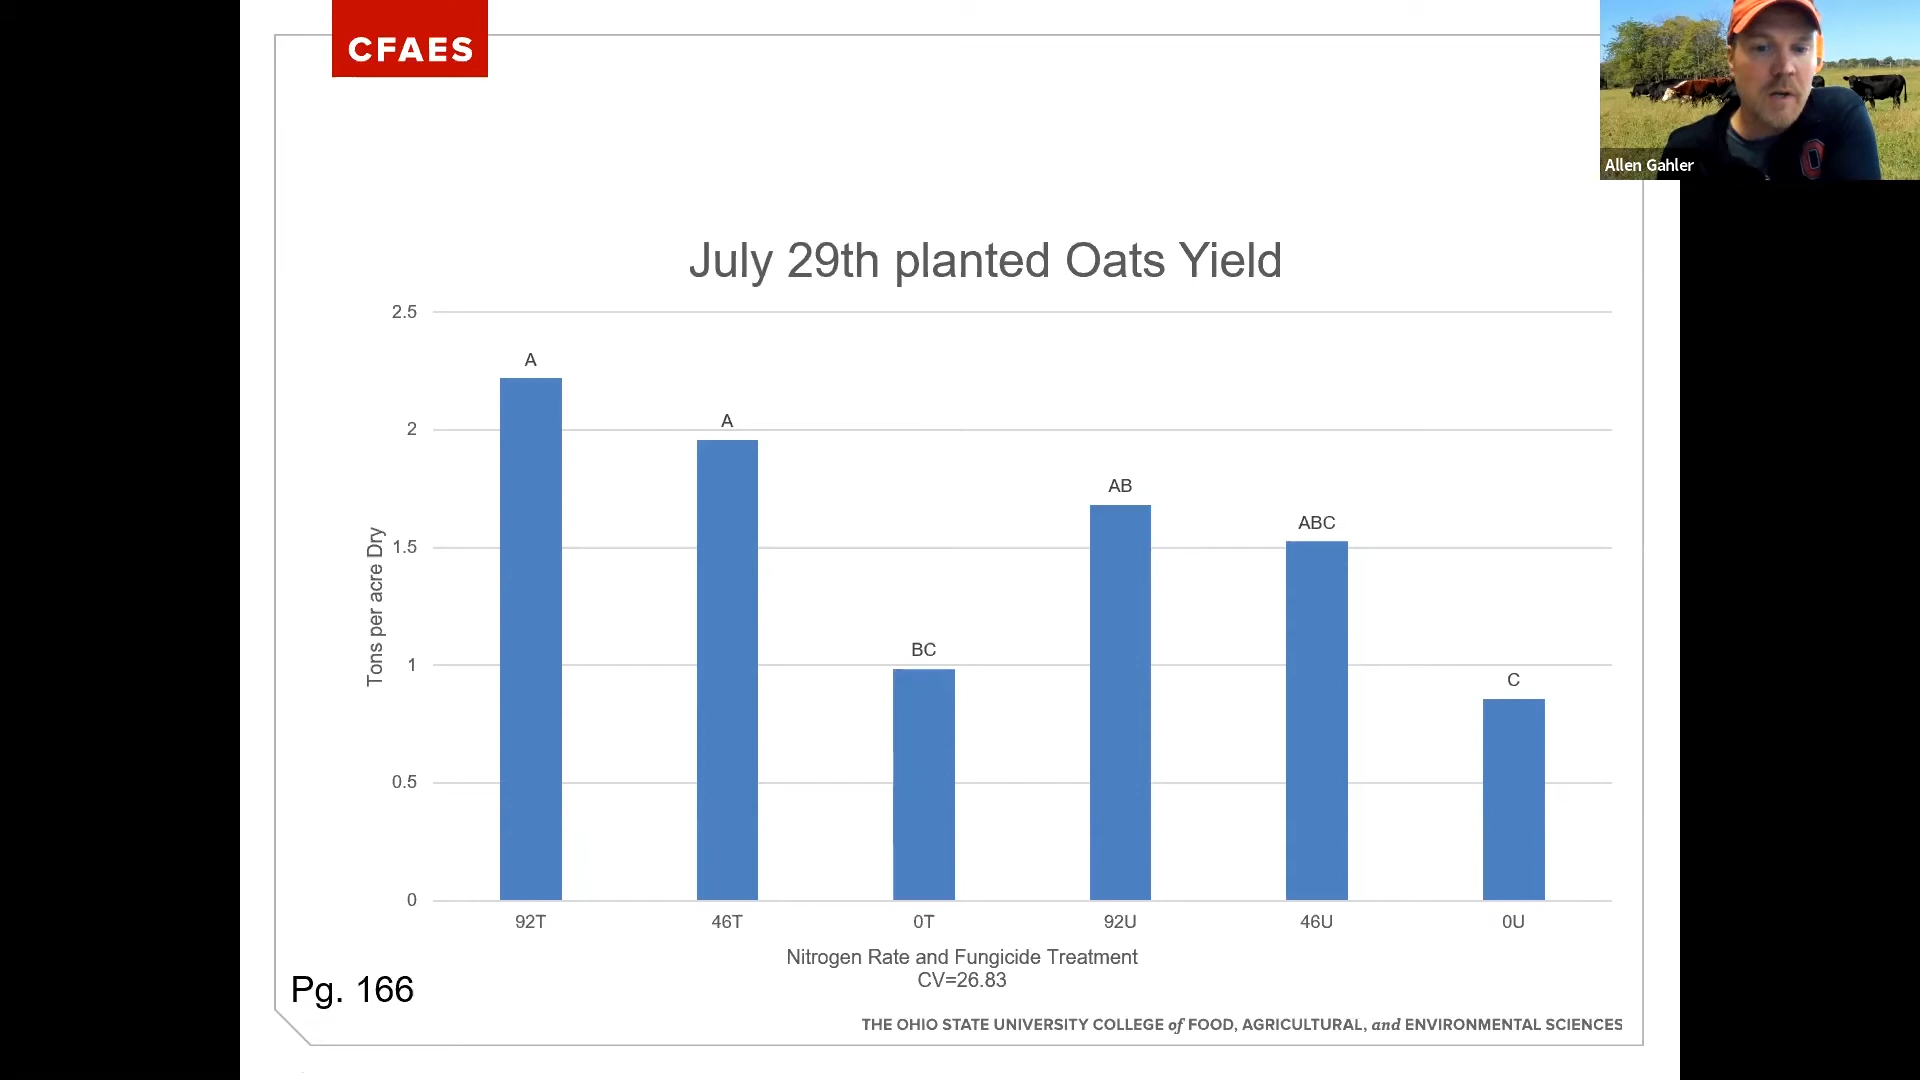 CFAES
Allen Gahler
July 29th planted Oats Yield
2.5
2
1.5
1
0.5
0
Tons per acre Dry
A
A
BC
AB
ABC
C
92T
46T
0T
92U
46U
0U
Nitrogen Rate and Fungicide Treatment
CV=26.83
Pg. 166
THE OHIO STATE UNIVERSITY COLLEGE of FOOD, AGRICULTURAL, and ENVIRONMENTAL SCIENCES